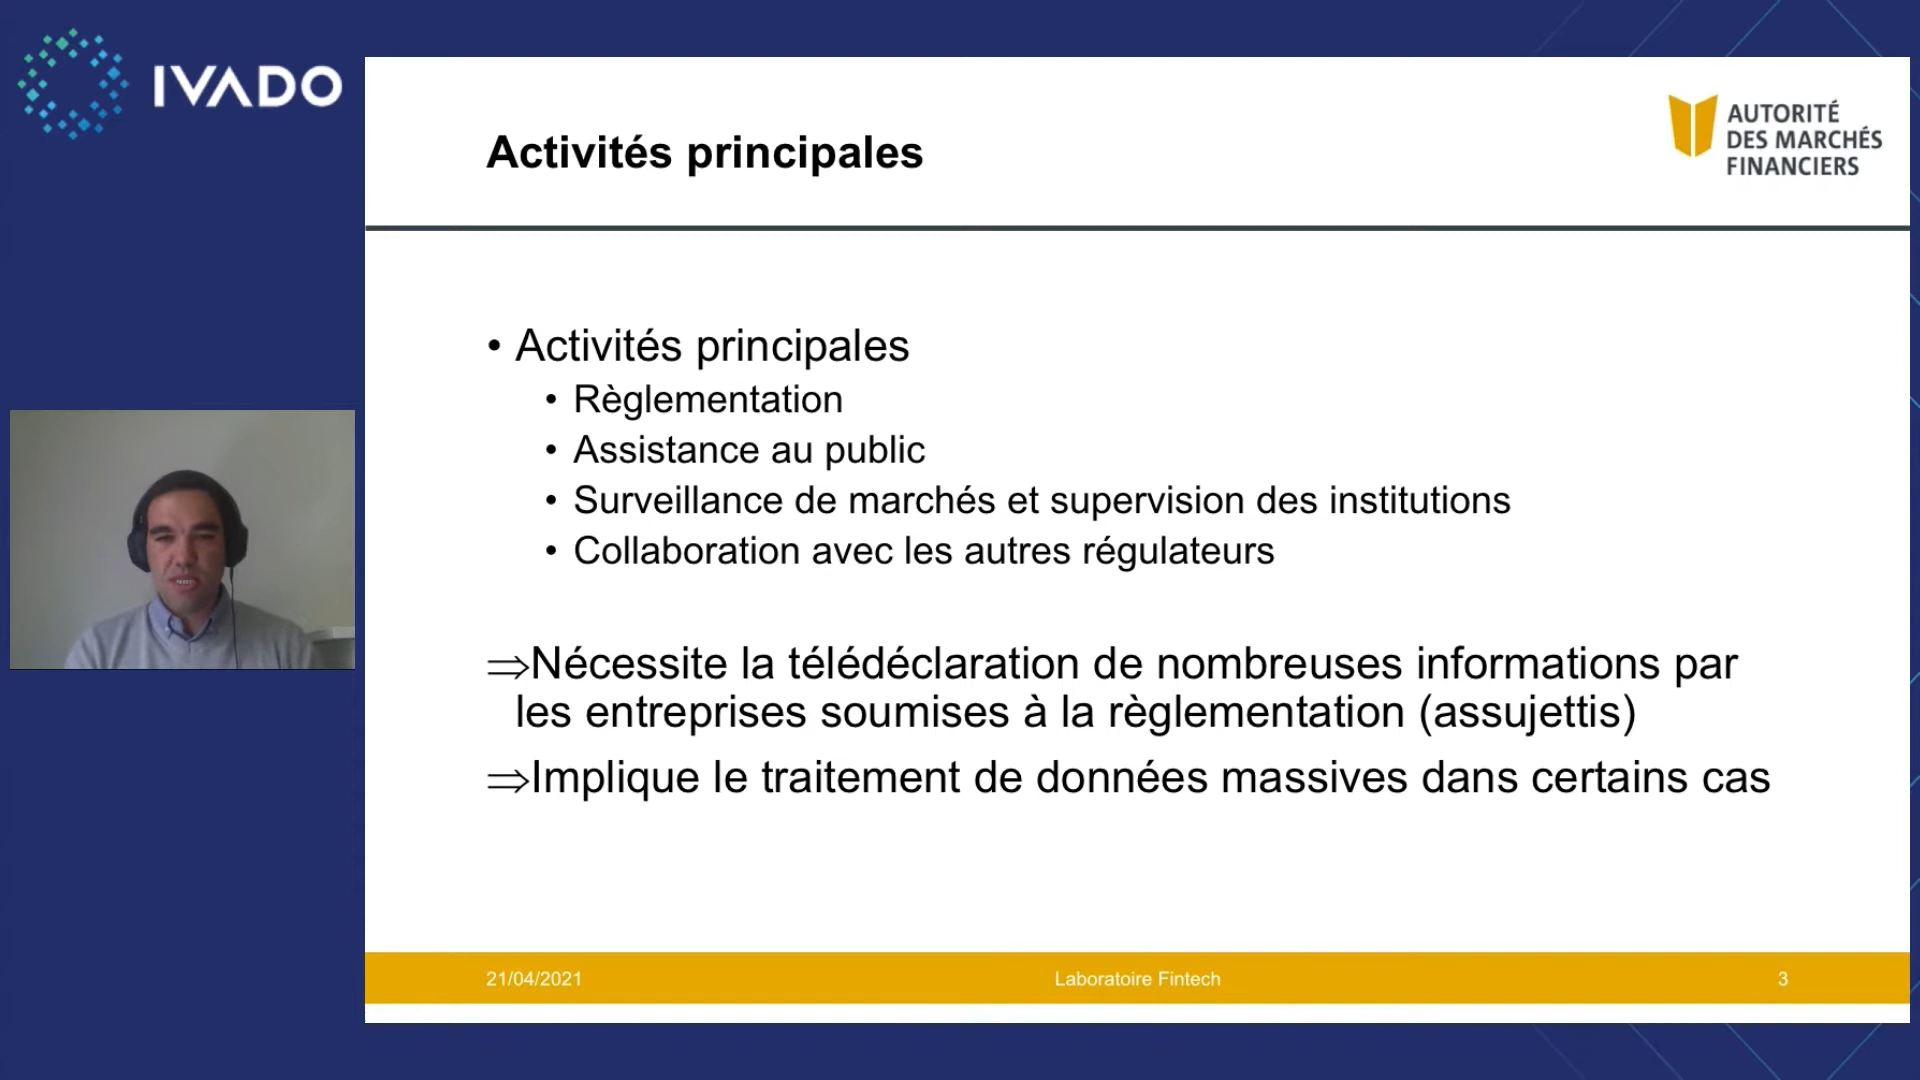 IVADO
Activités principales
AUTORITÉ
DES MARCHÉS
FINANCIERS
• Activités principales
• Règlementation
• Assistance au public
• Surveillance de marchés et supervision des institutions
• Collaboration avec les autres régulateurs
⇒Nécessite la télédéclaration de nombreuses informations par
les entreprises soumises à la règlementation (assujettis)
⇒Implique le traitement de données massives dans certains cas
21/04/2021
Laboratoire Fintech
3